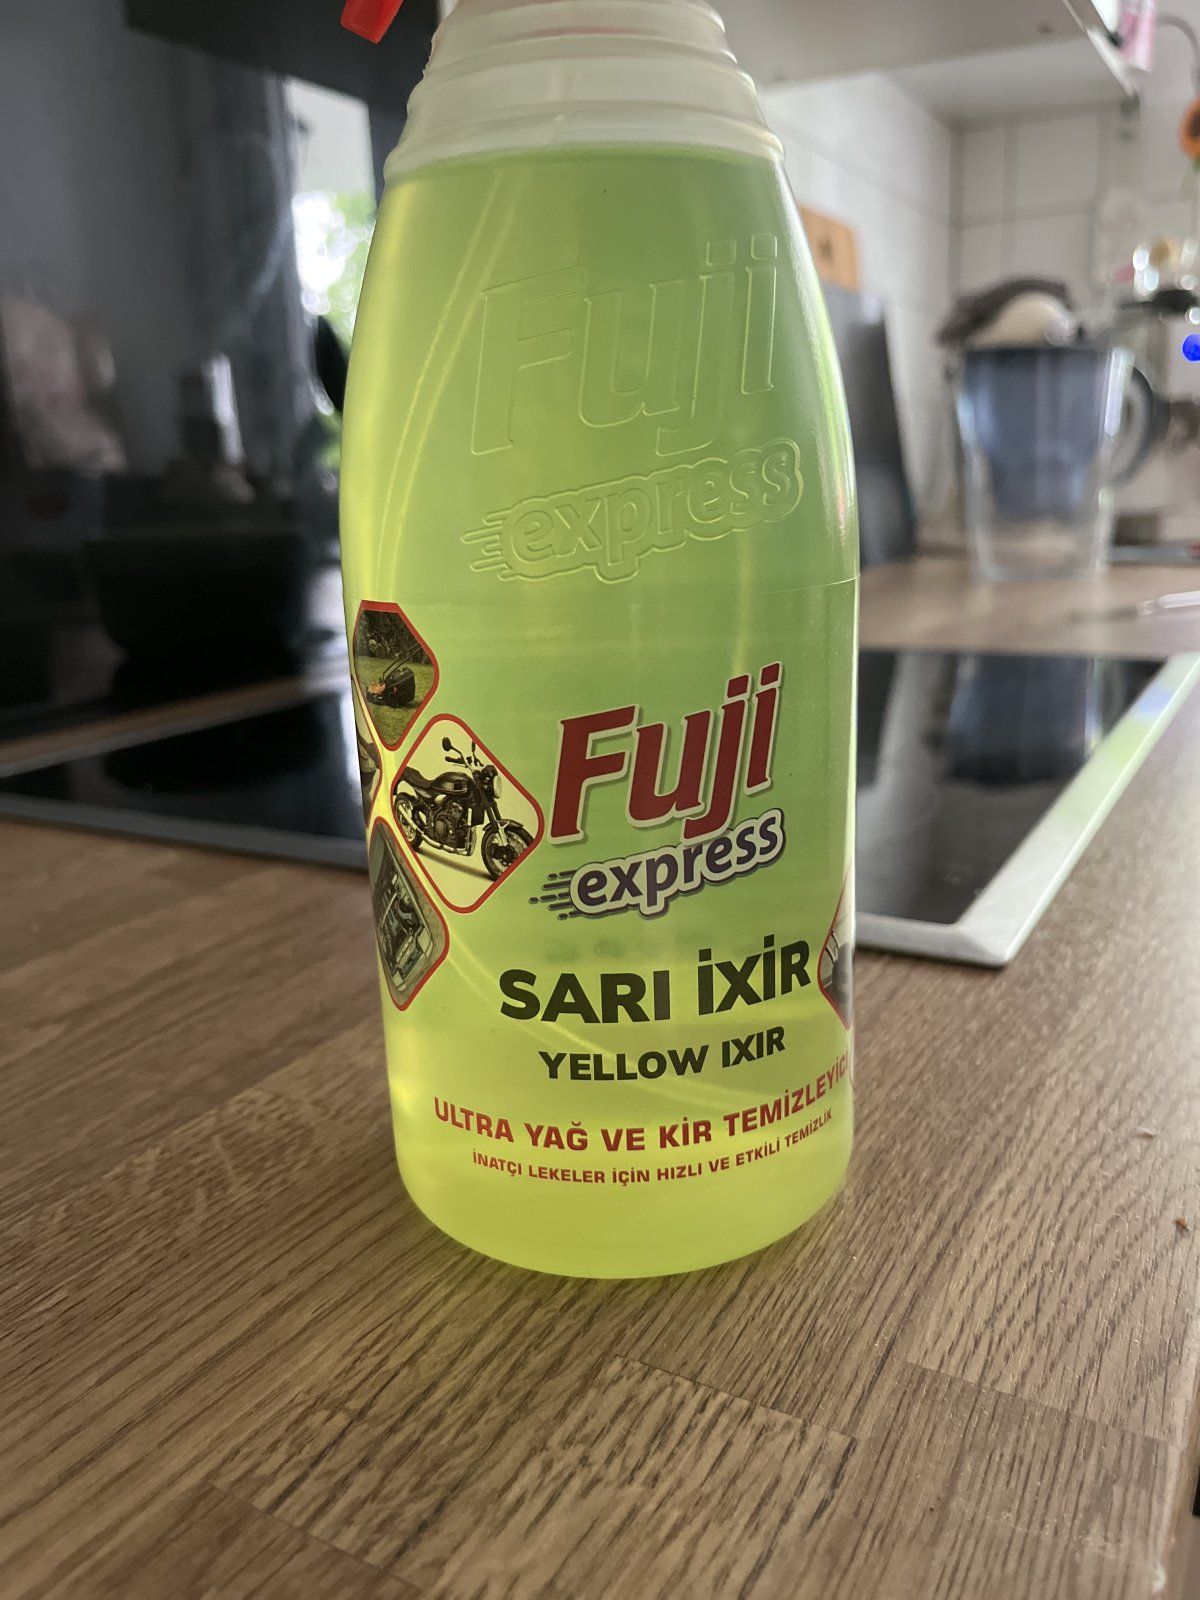 Fuji
express
Fuji
express
SARI İXİR
YELLOW IXIR
ULTRA YAĞ VE KİR TEMİZLEYİCİ
İNATÇI LEKELER İÇİN HIZLI VE ETKİLİ TEMİZLİK